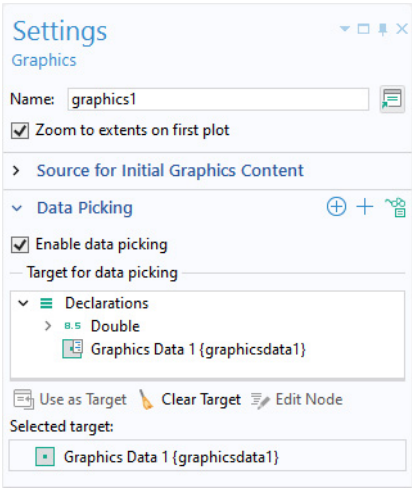 Settings
Graphics
Name: graphics1
Zoom to extents on first plot
Source for Initial Graphics Content
Data Picking
Enable data picking
Target for data picking
Declarations
8.5 Double
Graphics Data 1 {graphicsdata1}
Use as Target Clear Target Edit Node
Selected target:
Graphics Data 1 {graphicsdata1}